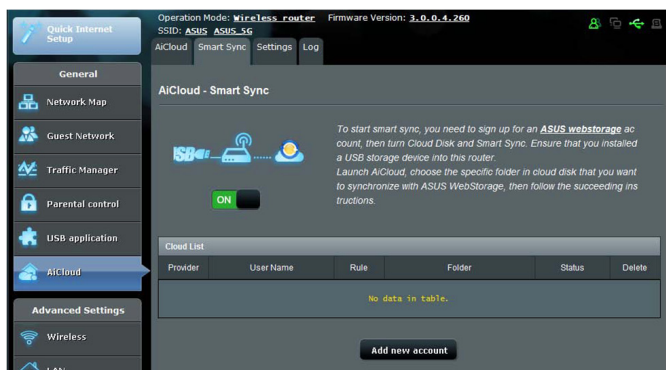 Quick Internet
Setup
Operation Mode: Wireless router Firmware Version: 3.0.0.4.260
SSID: ASUS ASUS_5G
AiCloud Smart Sync Settings Log
General
Network Map
Guest Network
Traffic Manager
Parental control
USB application
AiCloud
Advanced Settings
Wireless
LAN
AiCloud - Smart Sync
USB
To start smart sync, you need to sign up for an ASUS webstorage ac
count, then turn Cloud Disk and Smart Sync. Ensure that you installed
a USB storage device into this router.
Launch AiCloud, choose the specific folder in cloud disk that you want
to synchronize with ASUS WebStorage, then follow the succeeding ins
tructions.
ON
Cloud List
Provider User Name Rule Folder Status Delete
No data in table.
Add new account